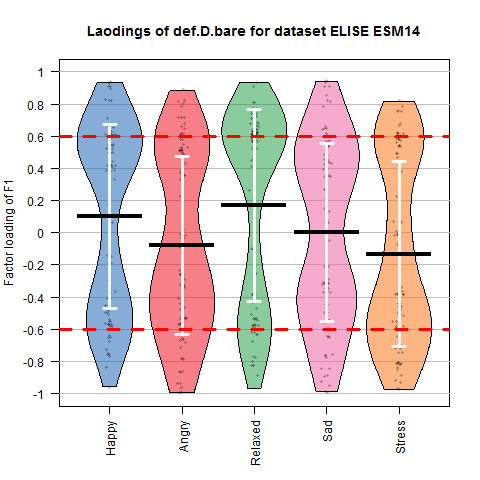 Laodings of def.D.bare for dataset ELISE ESM14
Factor loading of F1
1
0.8
0.6
0.4
0.2
0
-0.2
-0.4
-0.6
-0.8
-1
Happy
Angry
Relaxed
Sad
Stress